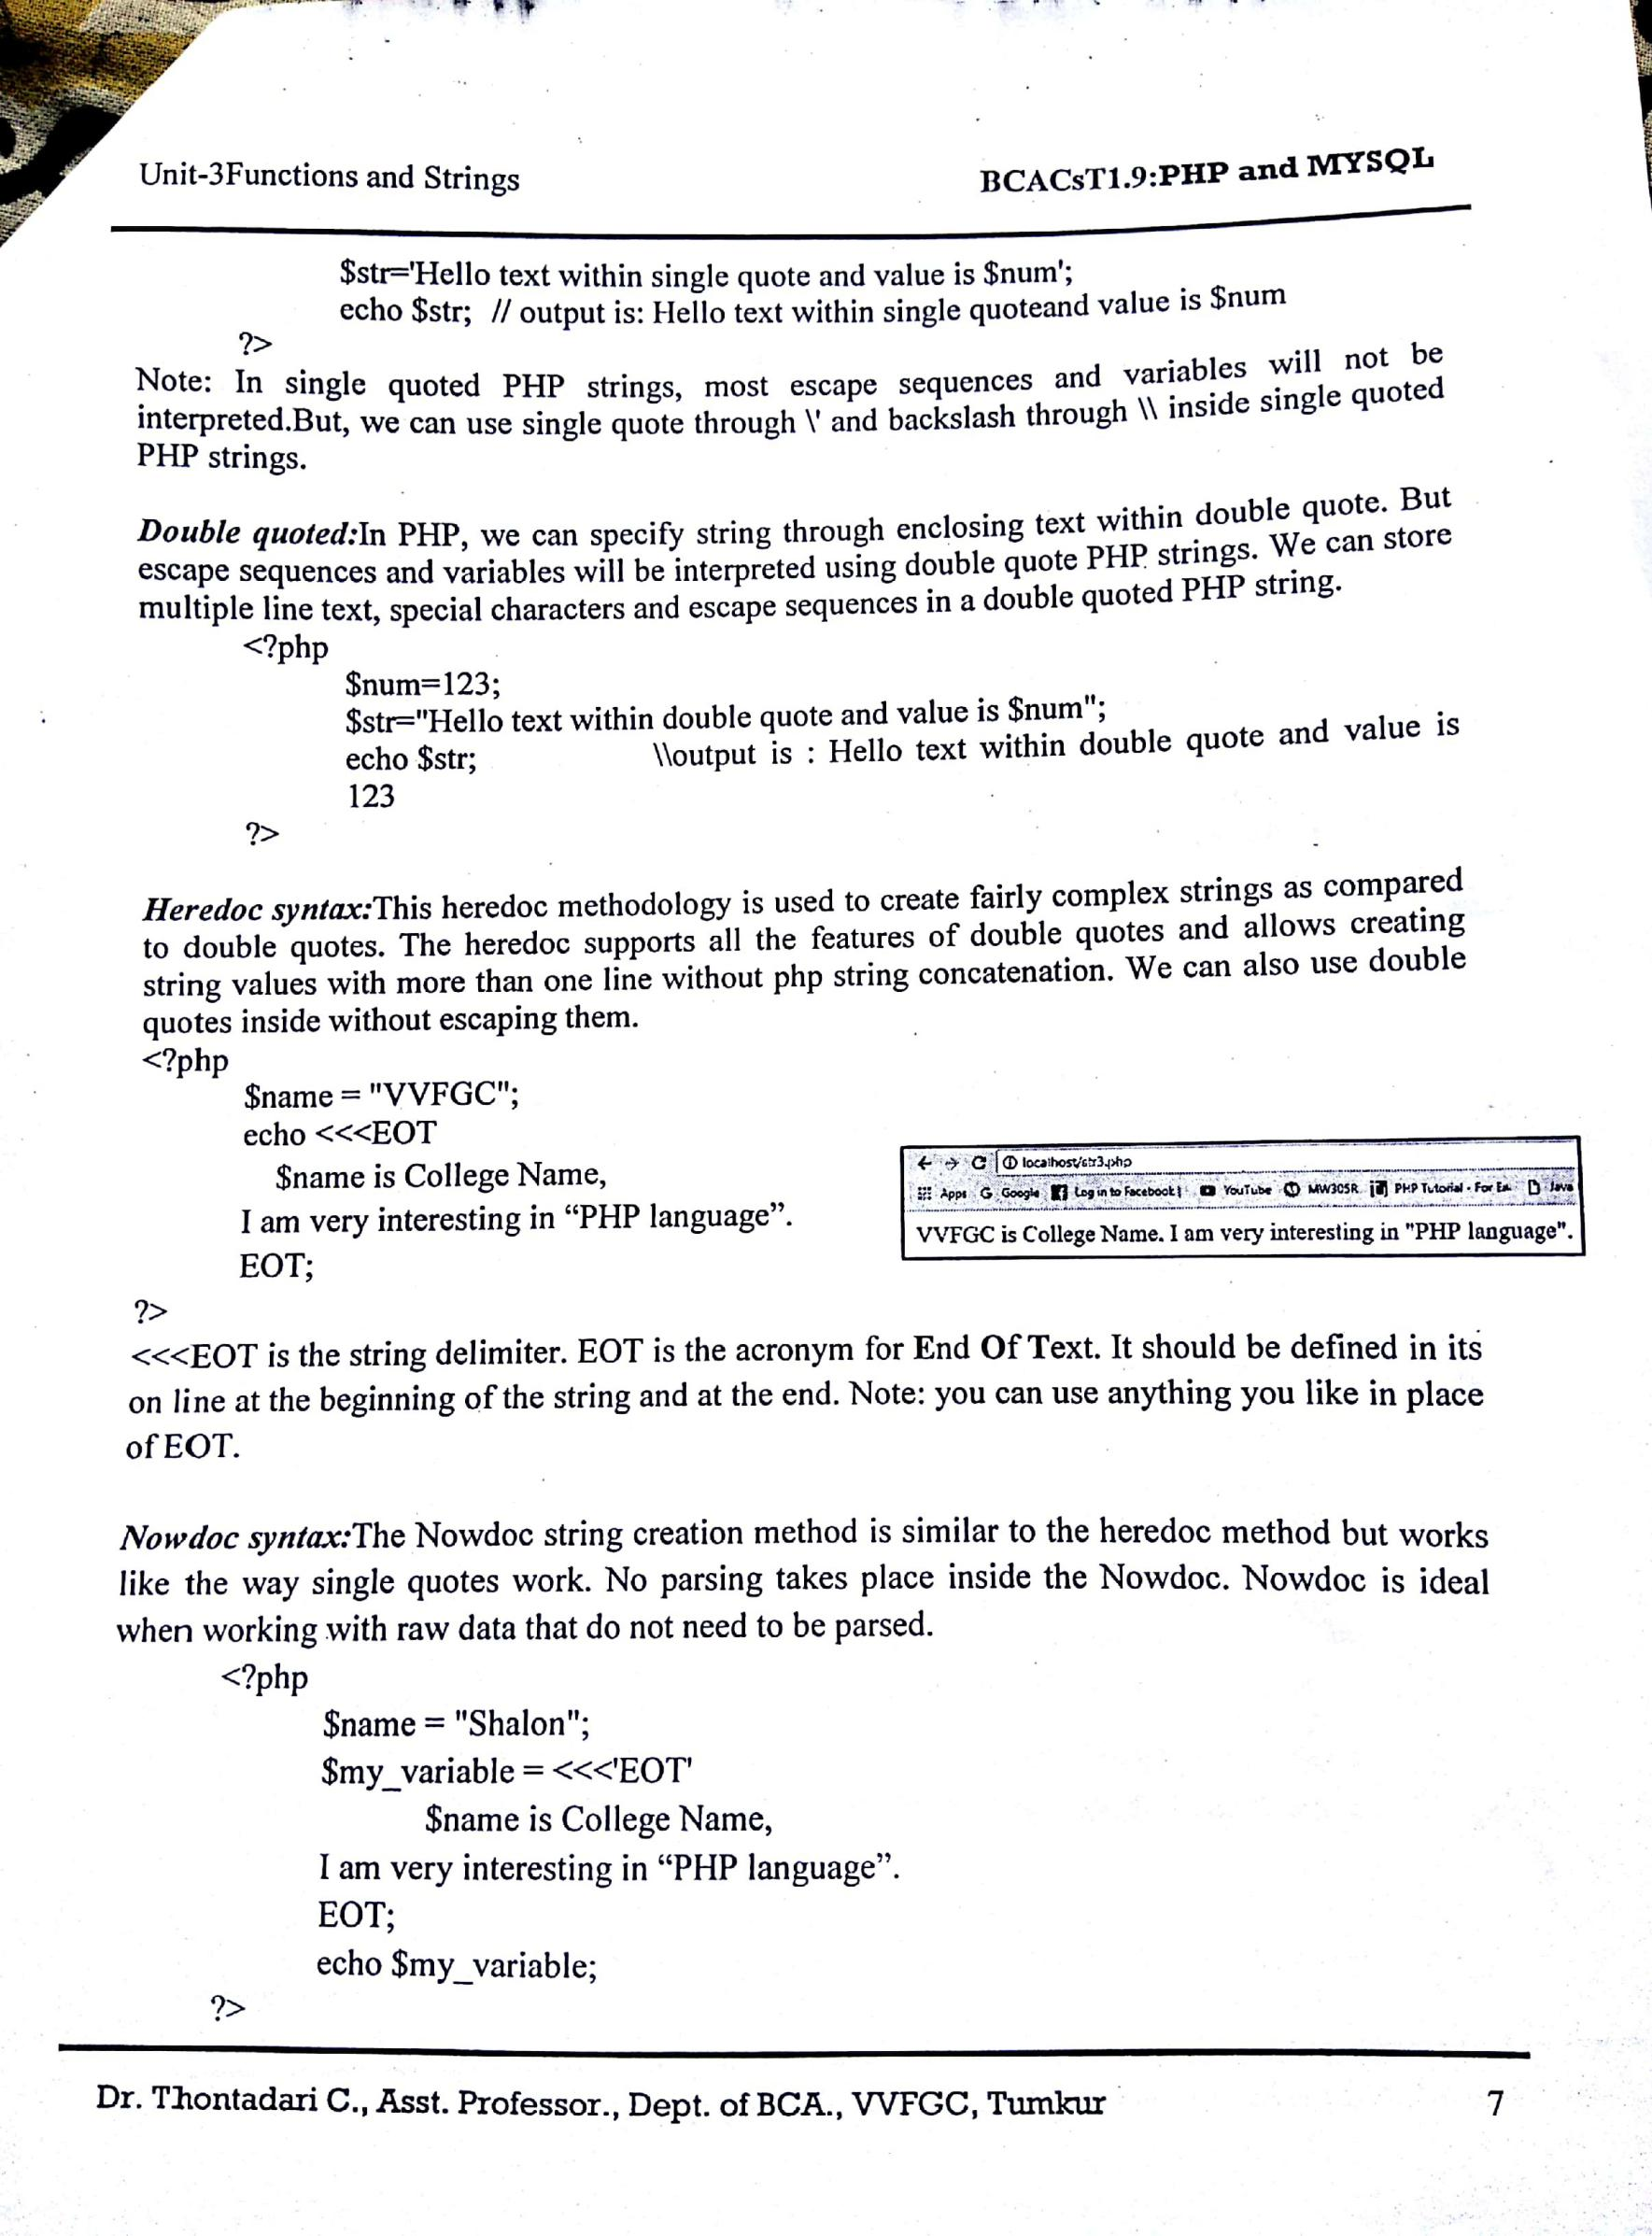 Unit-3Functions and Strings
BCACsT1.9:PHP and MYSQL
$str='Hello text within single quote and value is $num';
echo $str; // output is: Hello text within single quoteand value is $num
?>
Note: In single quoted PHP strings, most escape sequences and variables will not be
interpreted.But, we can use single quote through \' and backslash through \\ inside single quoted
PHP strings.
Double quoted:In PHP, we can specify string through enclosing text within double quote. But
escape sequences and variables will be interpreted using double quote PHP strings. We can store
multiple line text, special characters and escape sequences in a double quoted PHP string.
<?php
$num=123;
$str="Hello text within double quote and value is $num";
echo $str; \\output is : Hello text within double quote and value is
123
?>
Heredoc syntax:This heredoc methodology is used to create fairly complex strings as compared
to double quotes. The heredoc supports all the features of double quotes and allows creating
string values with more than one line without php string concatenation. We can also use double
quotes inside without escaping them.
<?php
$name = "VVFGC";
echo <<<EOT
$name is College Name,
I am very interesting in “PHP language”.
EOT;
?>
localhost/str3.php
Apps G Google Log in to Facebook | YouTube MW30SR PHP Tutorial - For Ex Java
VVFGC is College Name. I am very interesting in "PHP language".
<<<EOT is the string delimiter. EOT is the acronym for End Of Text. It should be defined in its
on line at the beginning of the string and at the end. Note: you can use anything you like in place
of EOT.
Nowdoc syntax:The Nowdoc string creation method is similar to the heredoc method but works
like the way single quotes work. No parsing takes place inside the Nowdoc. Nowdoc is ideal
when working with raw data that do not need to be parsed.
<?php
$name = "Shalon";
$my_variable = <<<'EOT'
$name is College Name,
I am very interesting in “PHP language”.
EOT;
echo $my_variable;
?>
Dr. Thontadari C., Asst. Professor., Dept. of BCA., VVFGC, Tumkur
7